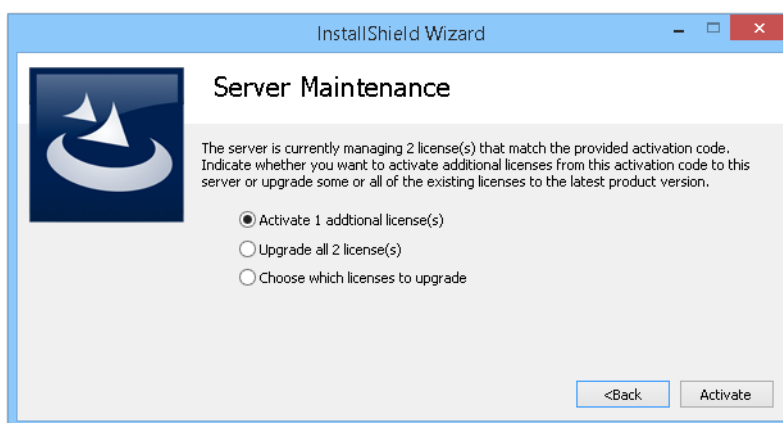 InstallShield Wizard
Server Maintenance
The server is currently managing 2 license(s) that match the provided activation code.
Indicate whether you want to activate additional licenses from this activation code to this
server or upgrade some or all of the existing licenses to the latest product version.
Activate 1 addtional license(s)
Upgrade all 2 license(s)
Choose which licenses to upgrade
<Back
Activate